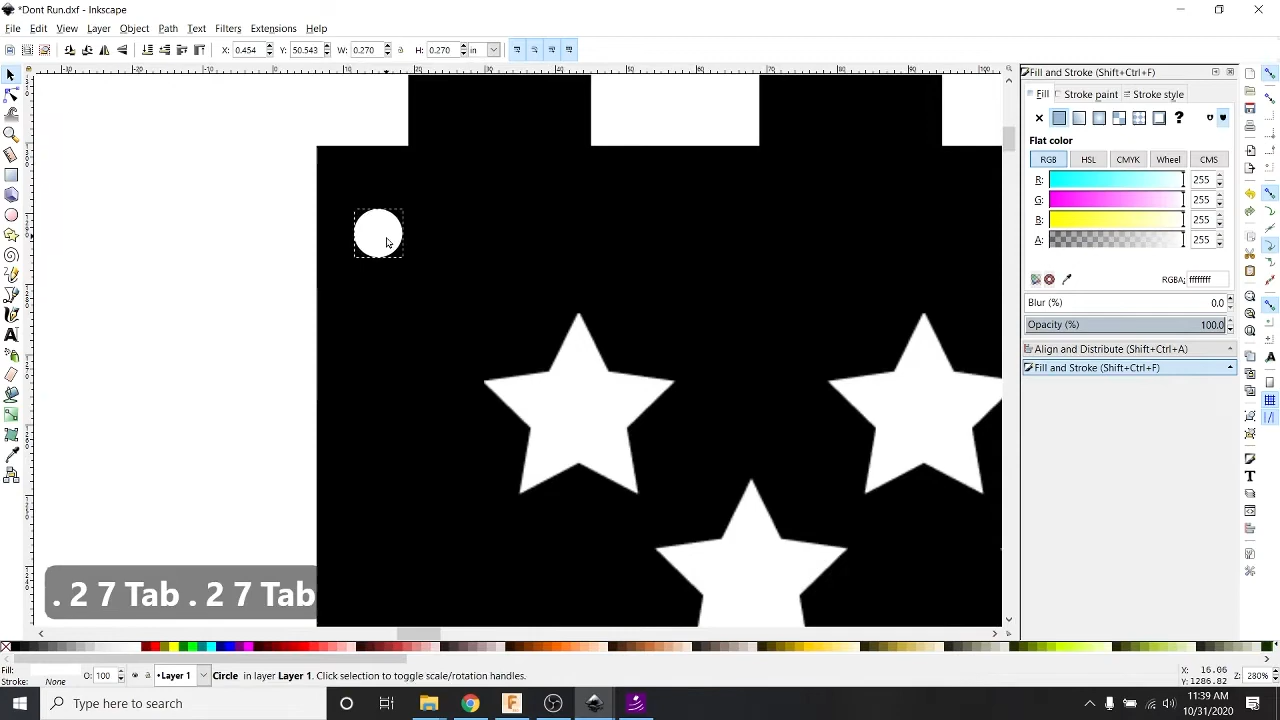 *Dont Run.dxf - Inkscape
File Edit View Layer Object Path Text Filters Extensions Help
X: 0.454 Y: 50.543 W: 0.270 H: 0.270 in
Fill and Stroke (Shift+Ctrl+F)
Fill Stroke paint Stroke style
?
Flat color
RGB HSL CMYK Wheel CMS
R: 255
G: 255
B: 255
A: 255
RGBA: ffffffff
Blur (%) 0.0
Opacity (%) 100.0
Align and Distribute (Shift+Ctrl+A)
Fill and Stroke (Shift+Ctrl+F)
. 2 7 Tab . 2 7 Tab
Fill:
Stroke: None
O: 100
•Layer 1
Circle in layer Layer 1. Click selection to toggle scale/rotation handles.
X: 16.06
Y: 1286.82
Z: 280%
Type here to search
11:39 AM
10/31/2020